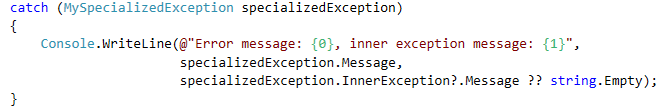 catch (MySpecializedException specializedException)
{
    Console.WriteLine(@"Error message: {0}, inner exception message: {1}",
                      specializedException.Message,
                      specializedException.InnerException?.Message ?? string.Empty);
}